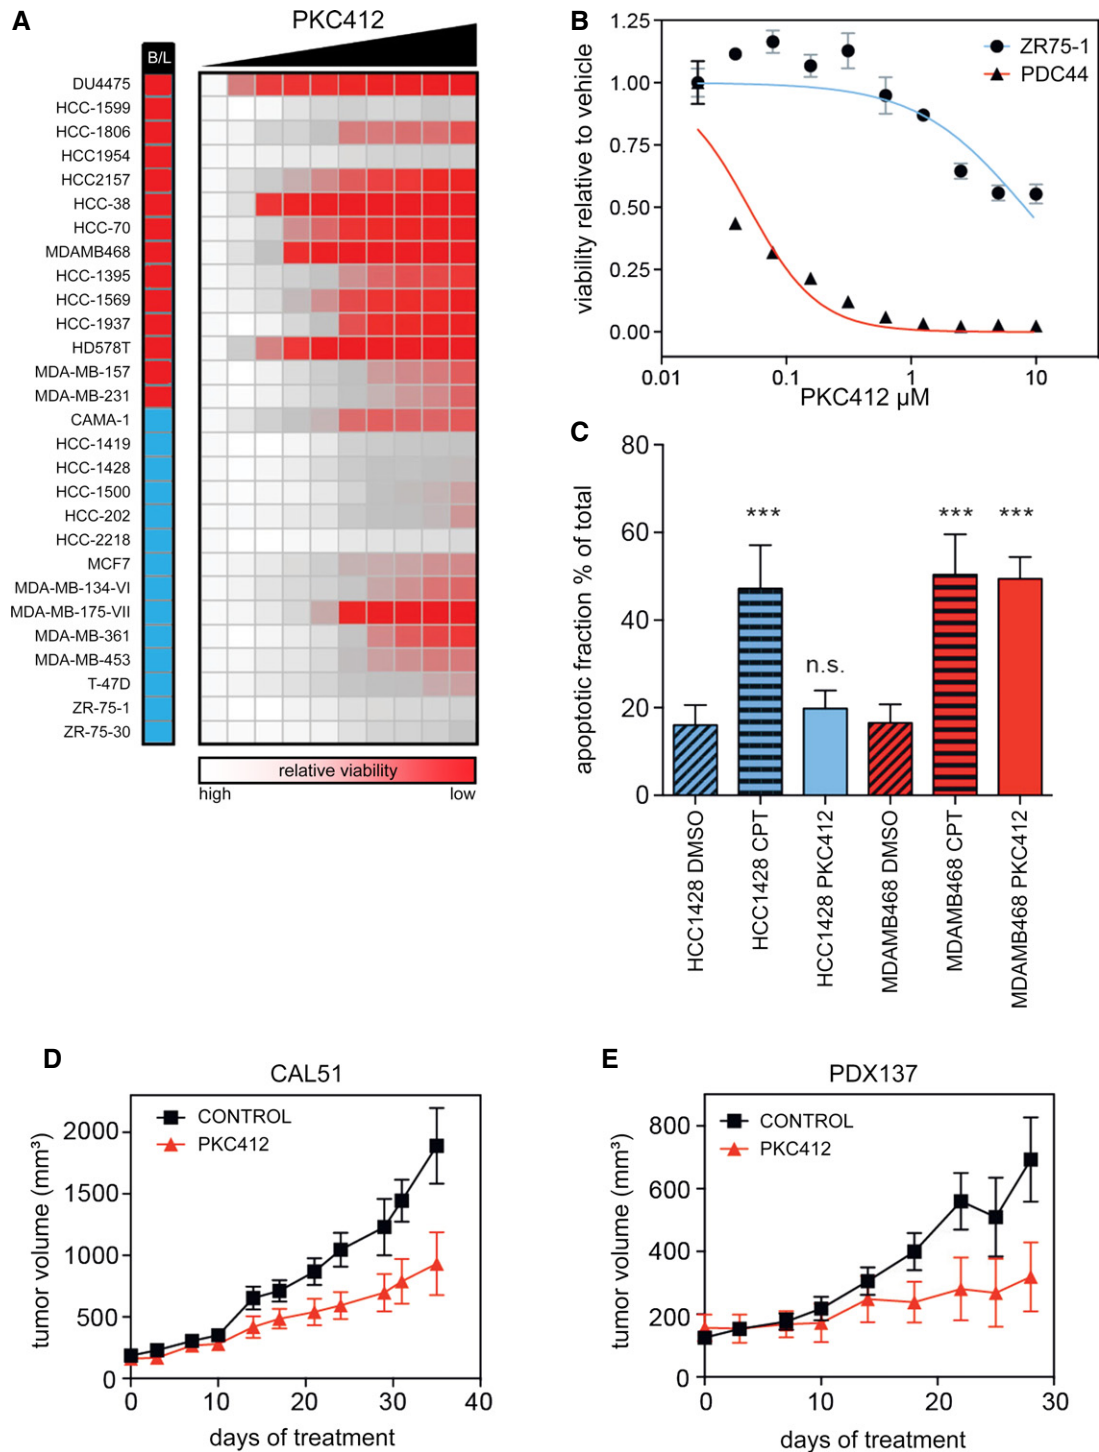 A
PKC412
B/L
DU4475
HCC-1599
HCC-1806
HCC1954
HCC2157
HCC-38
HCC-70
MDAMB468
HCC-1395
HCC-1569
HCC-1937
HD578T
MDA-MB-157
MDA-MB-231
CAMA-1
HCC-1419
HCC-1428
HCC-1500
HCC-202
HCC-2218
MCF7
MDA-MB-134-VI
MDA-MB-175-VII
MDA-MB-361
MDA-MB-453
T-47D
ZR-75-1
ZR-75-30
relative viability
high low
B
viability relative to vehicle
1.25
1.00
0.75
0.50
0.25
0.00
ZR75-1
PDC44
0.01 0.1 1 10
PKC412 µM
C
apoptotic fraction % of total
80
60
40
20
0
*** n.s. *** ***
HCC1428 DMSO
HCC1428 CPT
HCC1428 PKC412
MDAMB468 DMSO
MDAMB468 CPT
MDAMB468 PKC412
D
CAL51
CONTROL
PKC412
tumor volume (mm³)
2000
1500
1000
500
0
0 10 20 30 40
days of treatment
E
PDX137
CONTROL
PKC412
tumor volume (mm³)
800
600
400
200
0
0 10 20 30
days of treatment